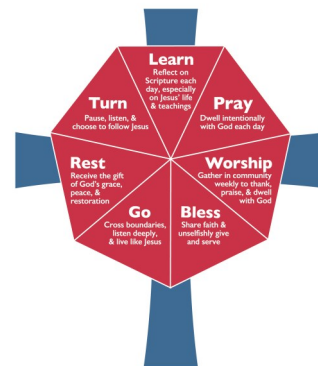 Learn
Reflect on
Scripture each
day, especially
on Jesus' life
& teachings
Pray
Dwell intentionally
with God each day
Worship
Gather in community
weekly to thank,
praise, & dwell
with God
Bless
Share faith &
unselfishly give
and serve
Go
Cross boundaries,
listen deeply,
& live like Jesus
Rest
Receive the gift
of God's grace,
peace, &
restoration
Turn
Pause, listen, &
choose to follow Jesus